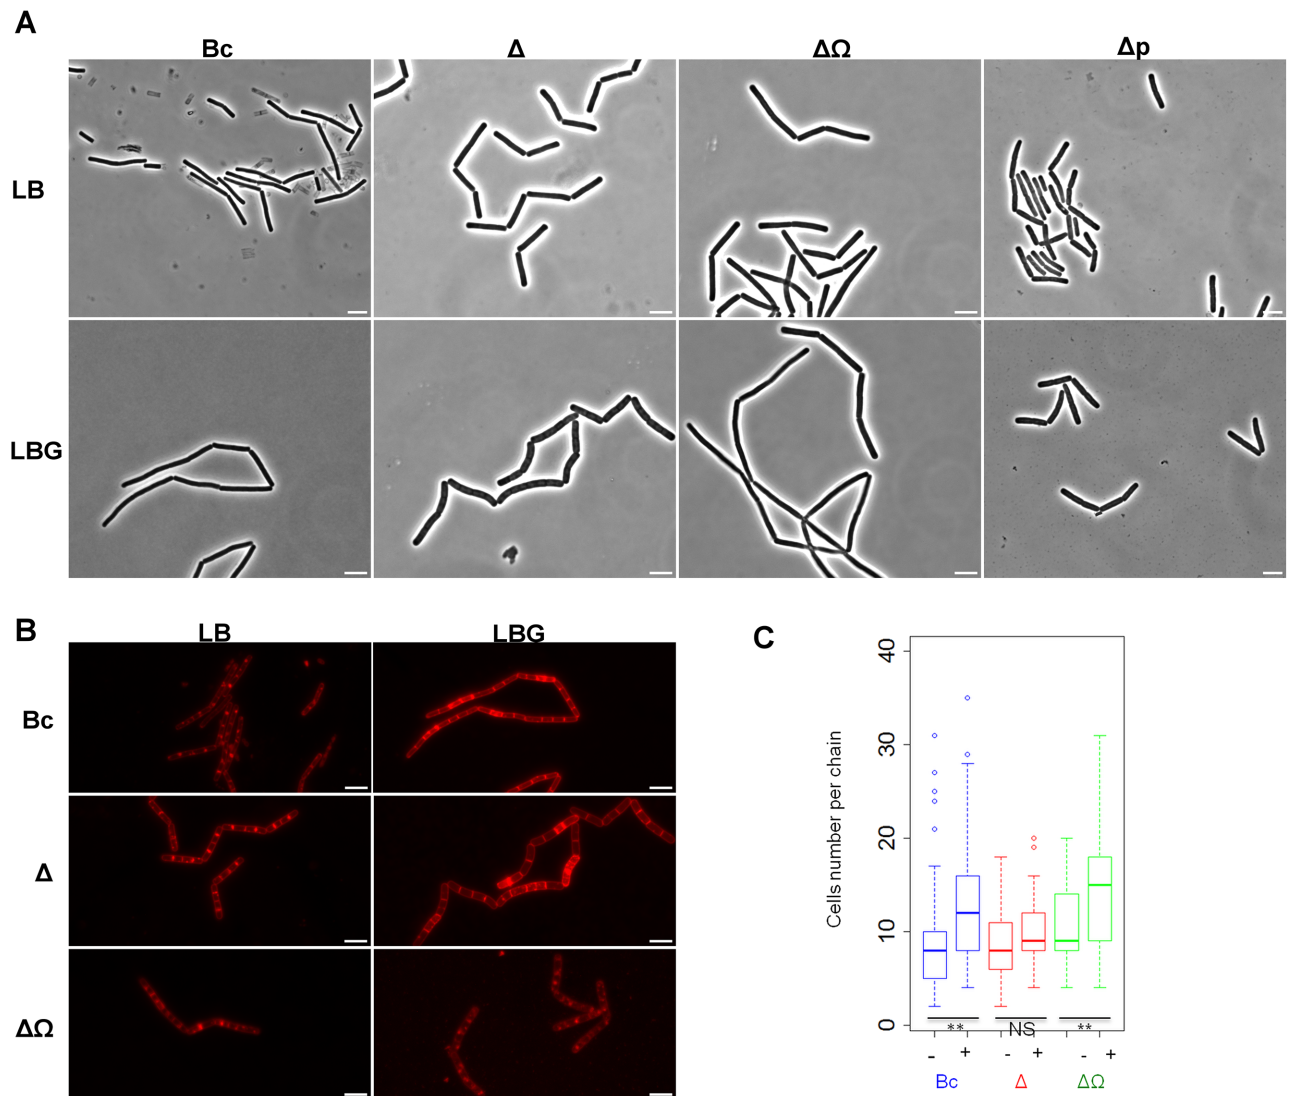 A
Bc Δ ΔΩ Δp
LB
LBG
B
LB LBG
Bc
Δ
ΔΩ
C
Cells number per chain
40
30
20
10
0
** NS **
- + - + - +
Bc Δ ΔΩ